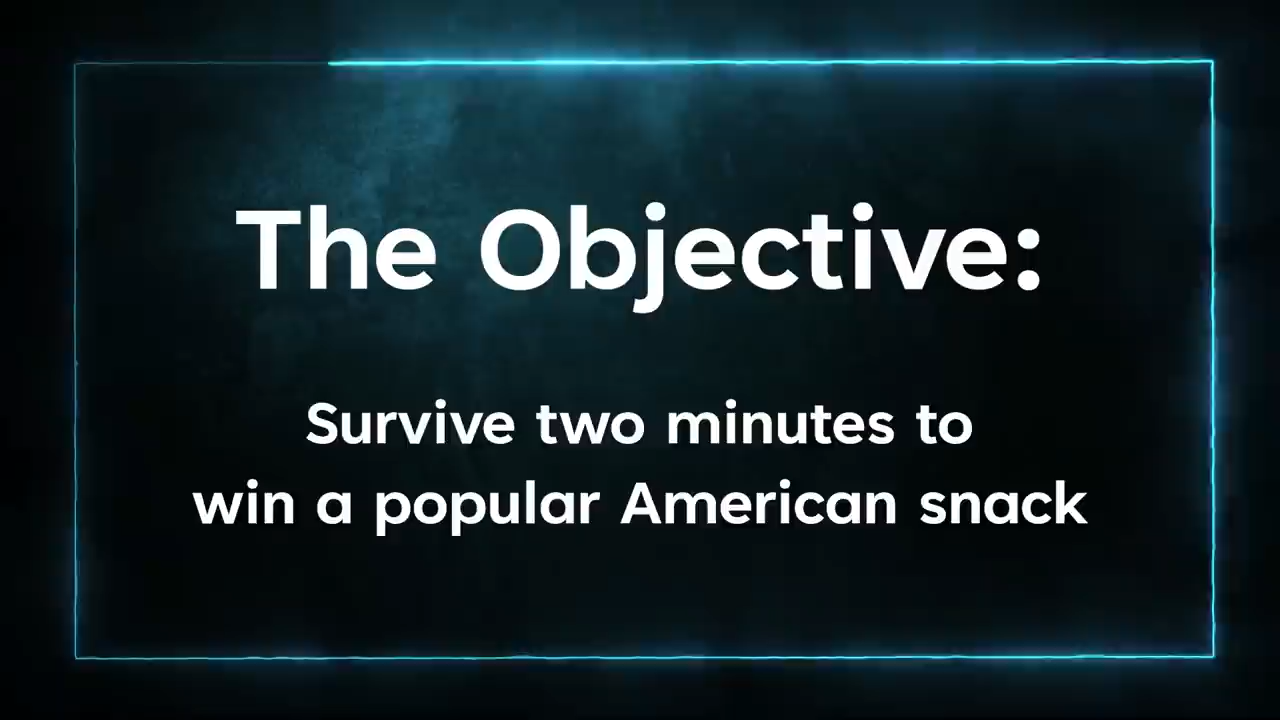 The Objective:
Survive two minutes to
win a popular American snack